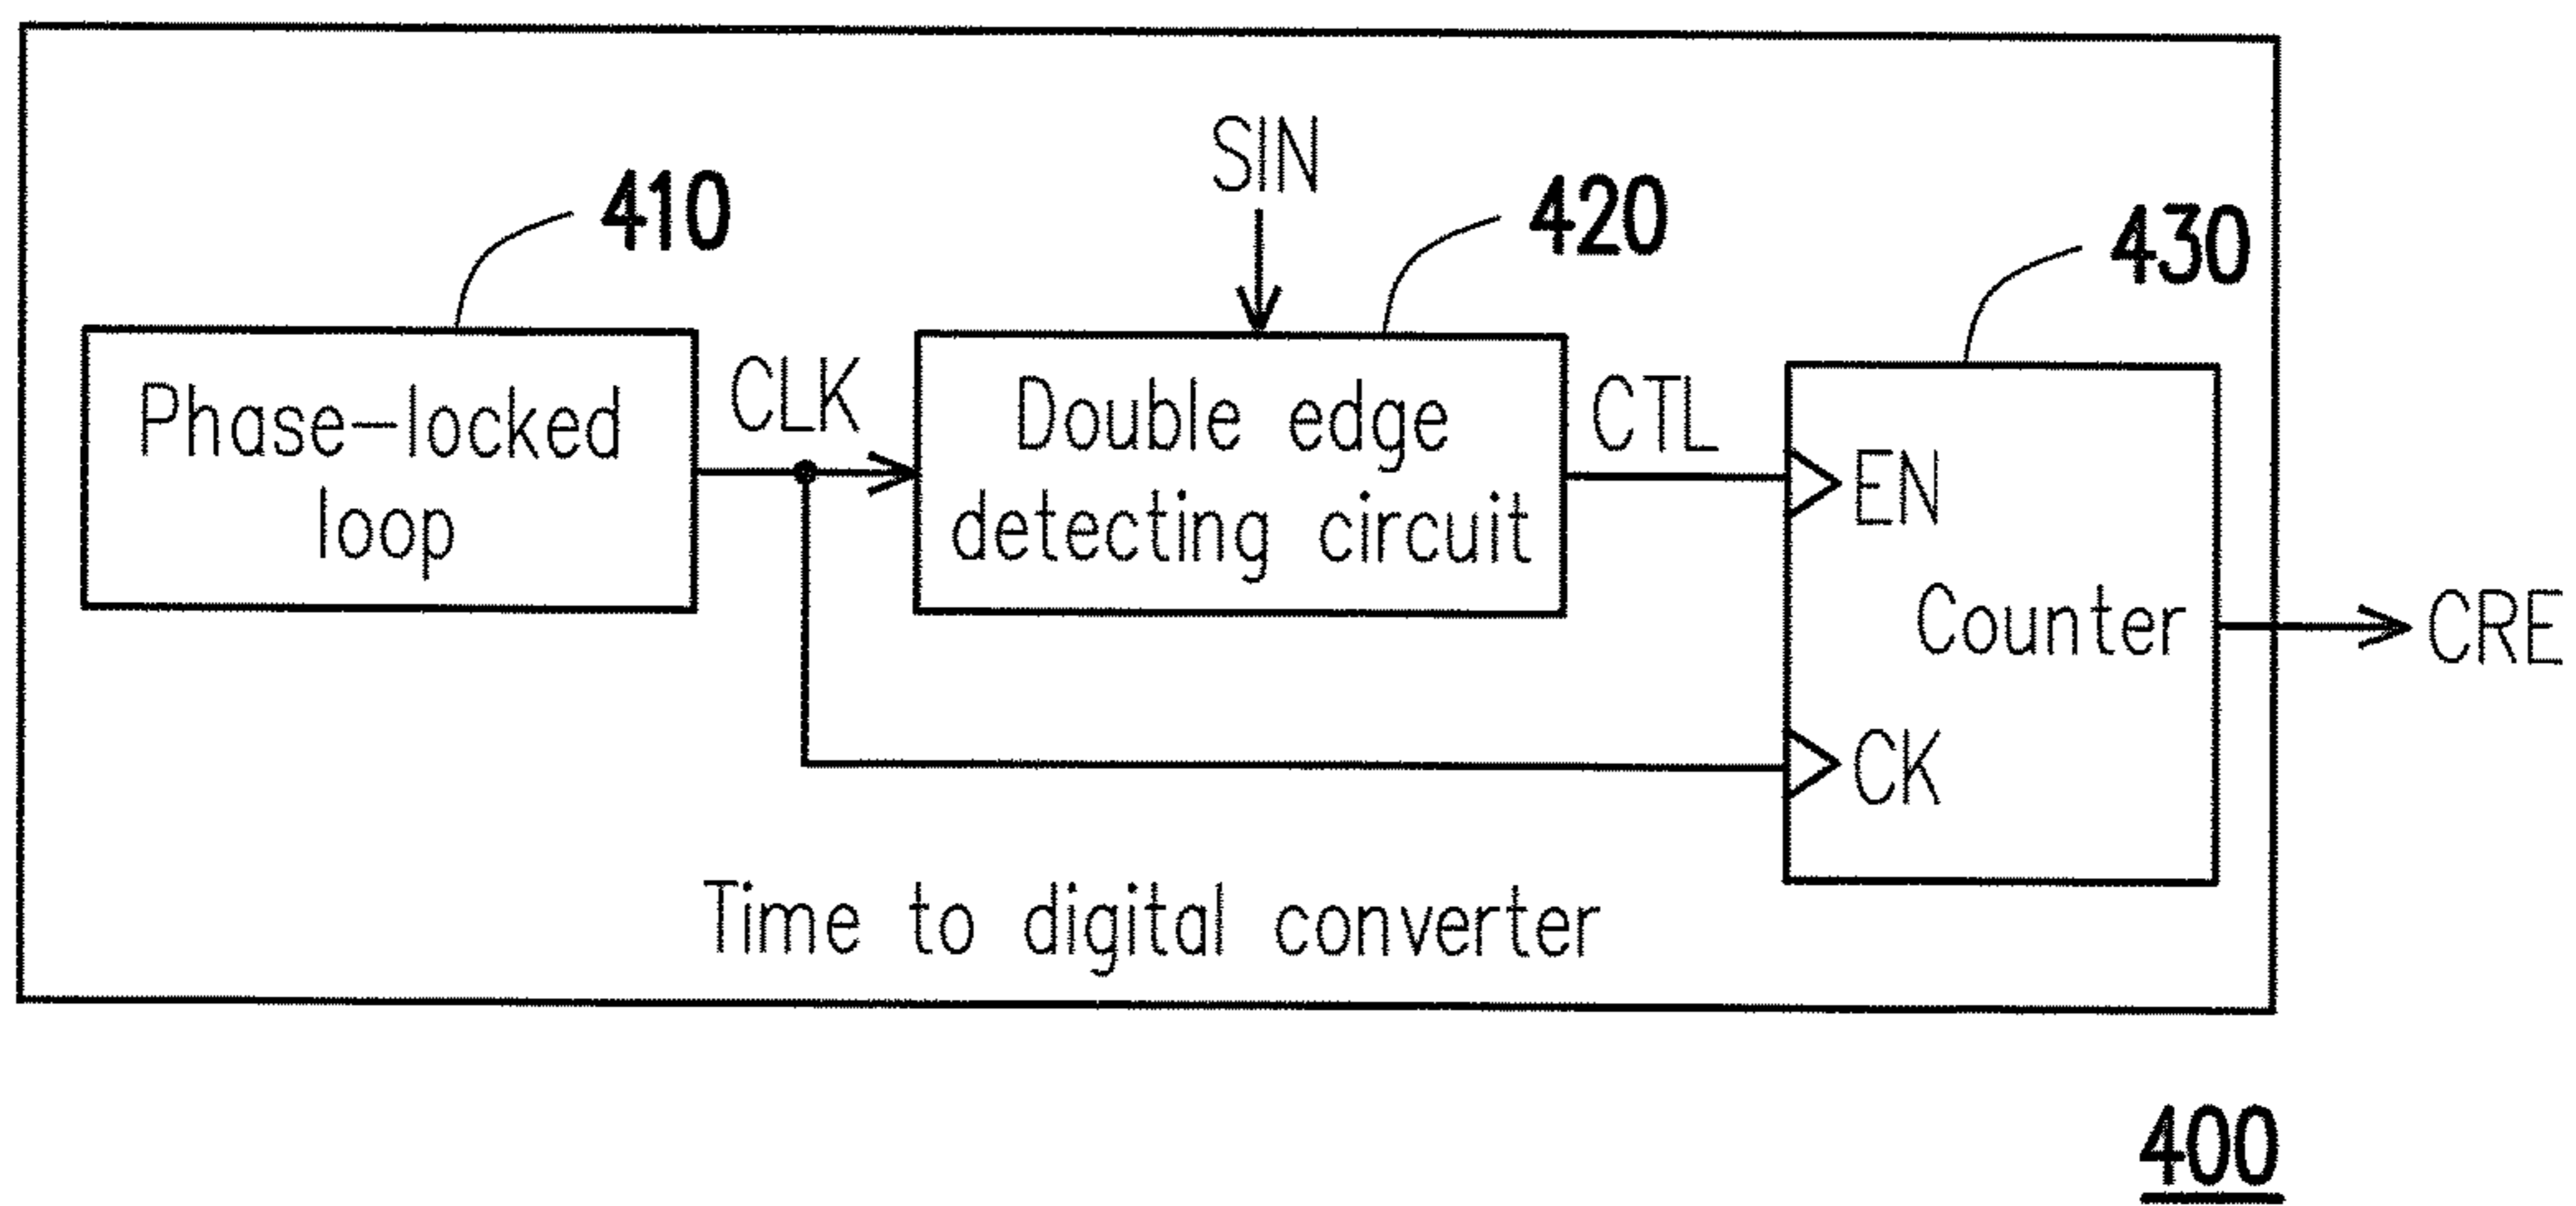 SIN
410
420
430
CLK
Phase-locked
loop
Double edge
detecting circuit
CTL
EN
Counter
CRE
CK
Time to digital converter
400